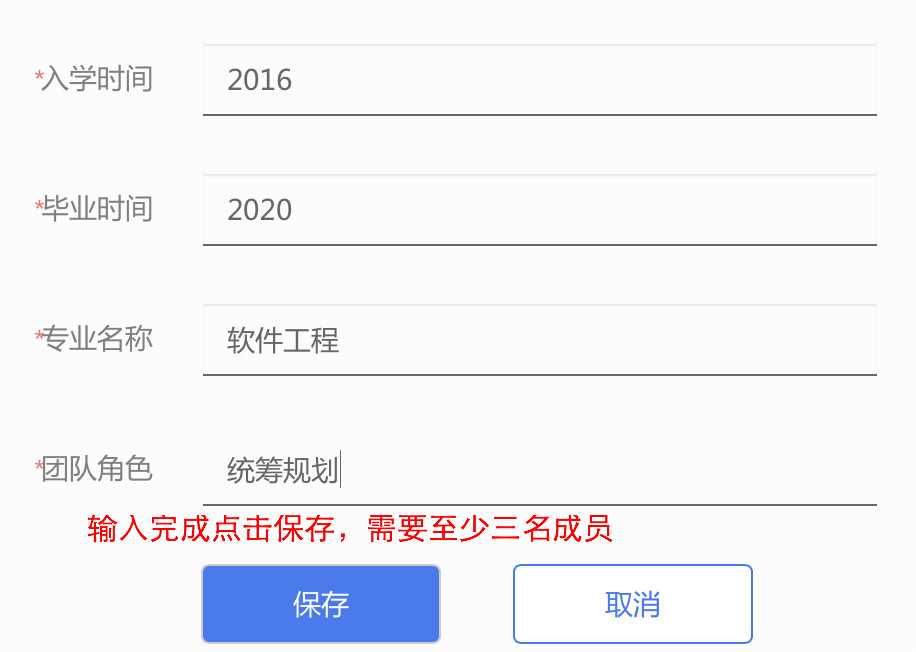 *入学时间 2016
*毕业时间 2020
*专业名称 软件工程
*团队角色 统筹规划
输入完成点击保存，需要至少三名成员
保存 取消